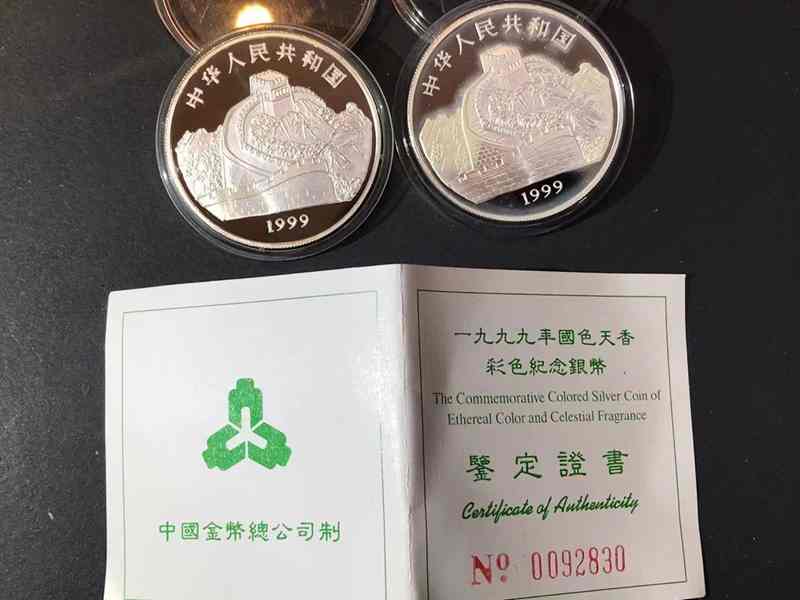 中华人民共和国
1999
中华人民共和国
1999
中國金幣總公司制
一九九九年國色天香
彩色紀念銀幣
The Commemorative Colored Silver Coin of
Ethereal Color and Celestial Fragrance
鑒定證書
Certificate of Authenticity
Nº 0092830